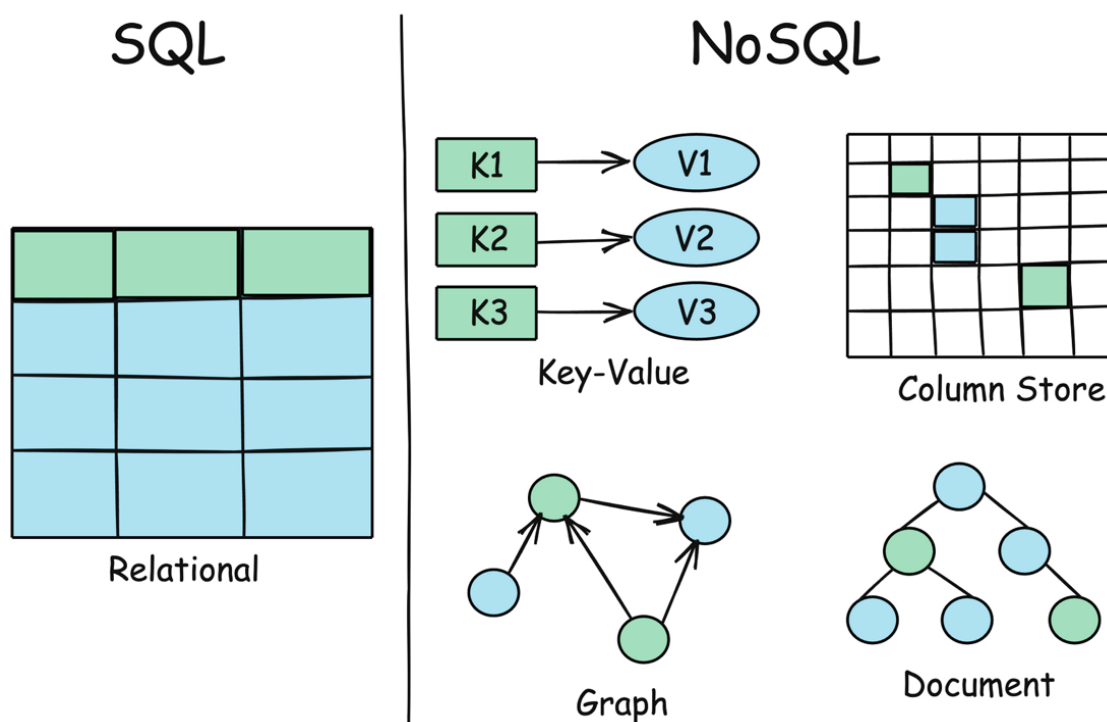 SQL
NoSQL
K1
V1
K2
V2
K3
V3
Key-Value
Column Store
Relational
Graph
Document